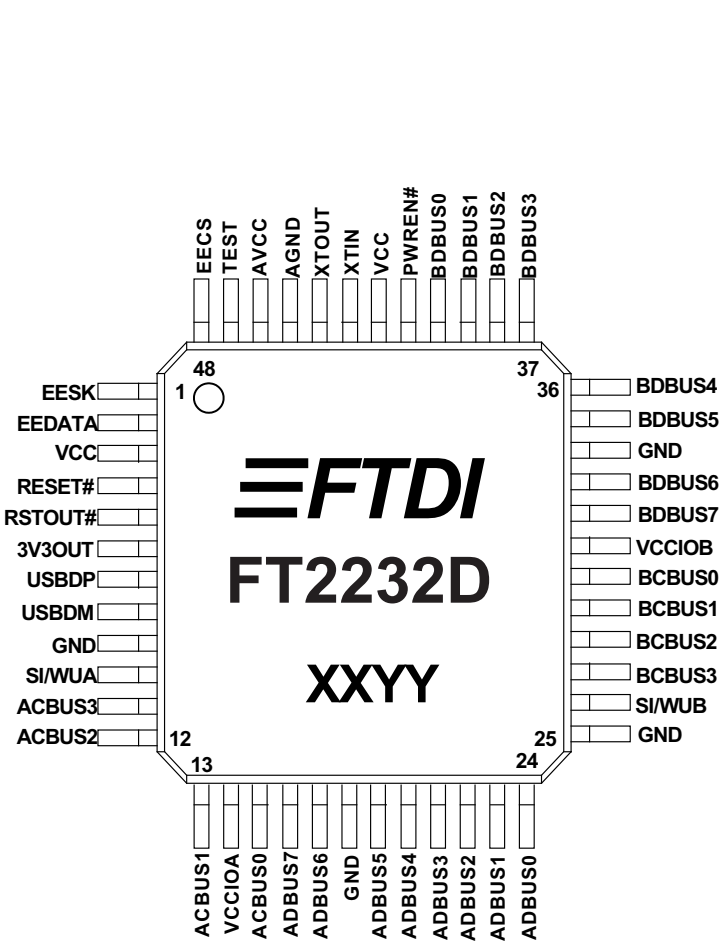 EECS
TEST
AVCC
AGND
XTOUT
XTIN
VCC
PWREN#
BDBUS0
BDBUS1
BDBUS2
BDBUS3
48
37
1
36
EESK
EEDATA
VCC
RESET#
RSTOUT#
3V3OUT
USBDP
USBDM
GND
SI/WUA
ACBUS3
ACBUS2
FTDI
FT2232D
XXYY
BDBUS4
BDBUS5
GND
BDBUS6
BDBUS7
VCCIOB
BCBUS0
BCBUS1
BCBUS2
BCBUS3
SI/WUB
GND
12
25
13
24
ACBUS1
VCCIOA
ACBUS0
ADBUS7
ADBUS6
GND
ADBUS5
ADBUS4
ADBUS3
ADBUS2
ADBUS1
ADBUS0